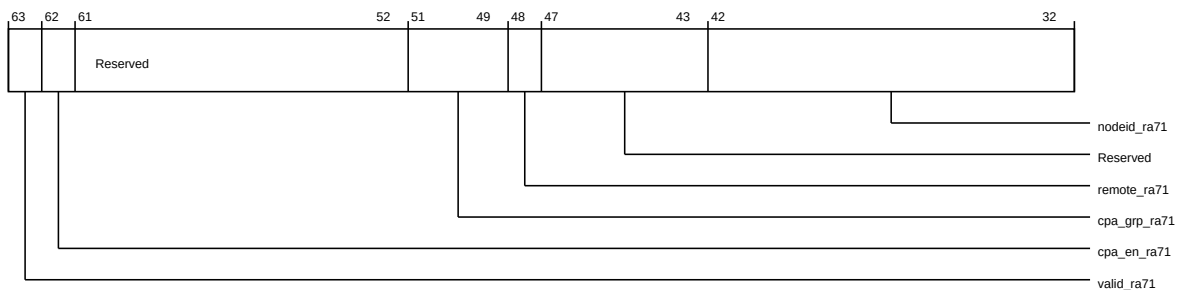 63 62 61 52 51 49 48 47 43 42 32
Reserved
nodeid_ra71
Reserved
remote_ra71
cpa_grp_ra71
cpa_en_ra71
valid_ra71